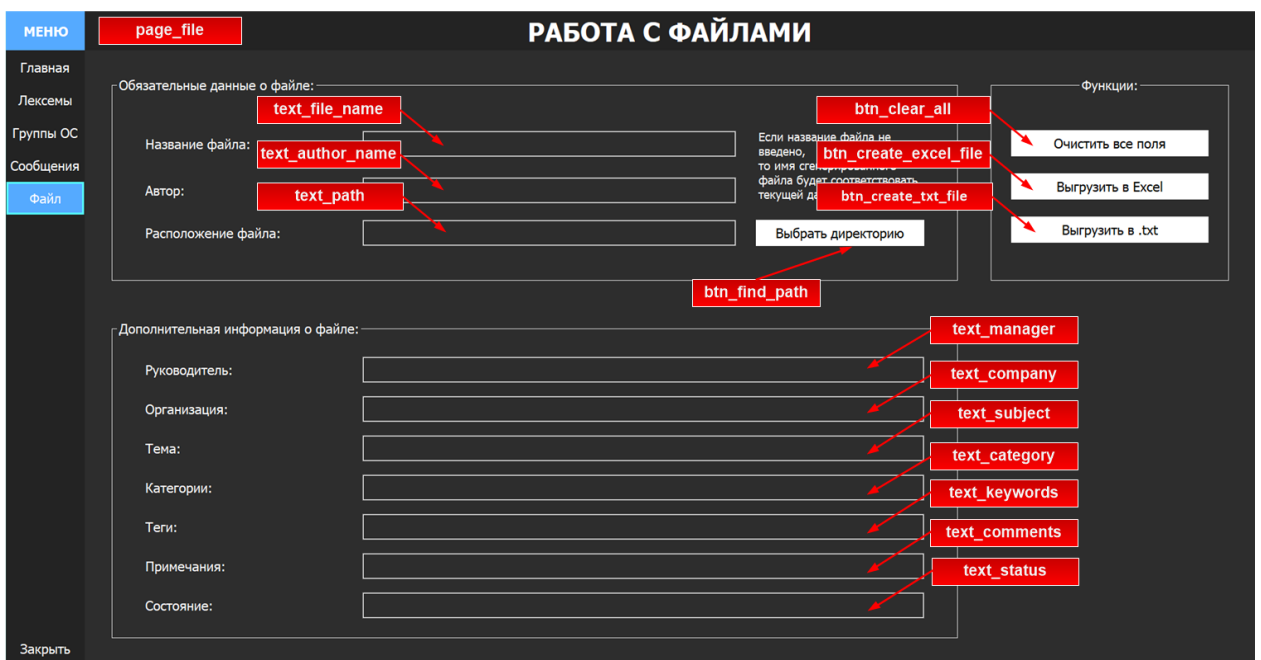 МЕНЮ
page_file
РАБОТА С ФАЙЛАМИ
Главная
Лексемы
Группы ОС
Сообщения
Файл
Закрыть
Обязательные данные о файле:
text_file_name
Название файла:
text_author_name
Автор:
text_path
Расположение файла:
Если название файла не
введено,
то имя сгенерированного
файла будет соответствовать
текущей
Выбрать директорию
btn_find_path
Функции:
btn_clear_all
Очистить все поля
btn_create_excel_file
Выгрузить в Excel
btn_create_txt_file
Выгрузить в .txt
Дополнительная информация о файле:
text_manager
Руководитель:
text_company
Организация:
text_subject
Тема:
text_category
Категории:
text_keywords
Теги:
text_comments
Примечания:
text_status
Состояние: